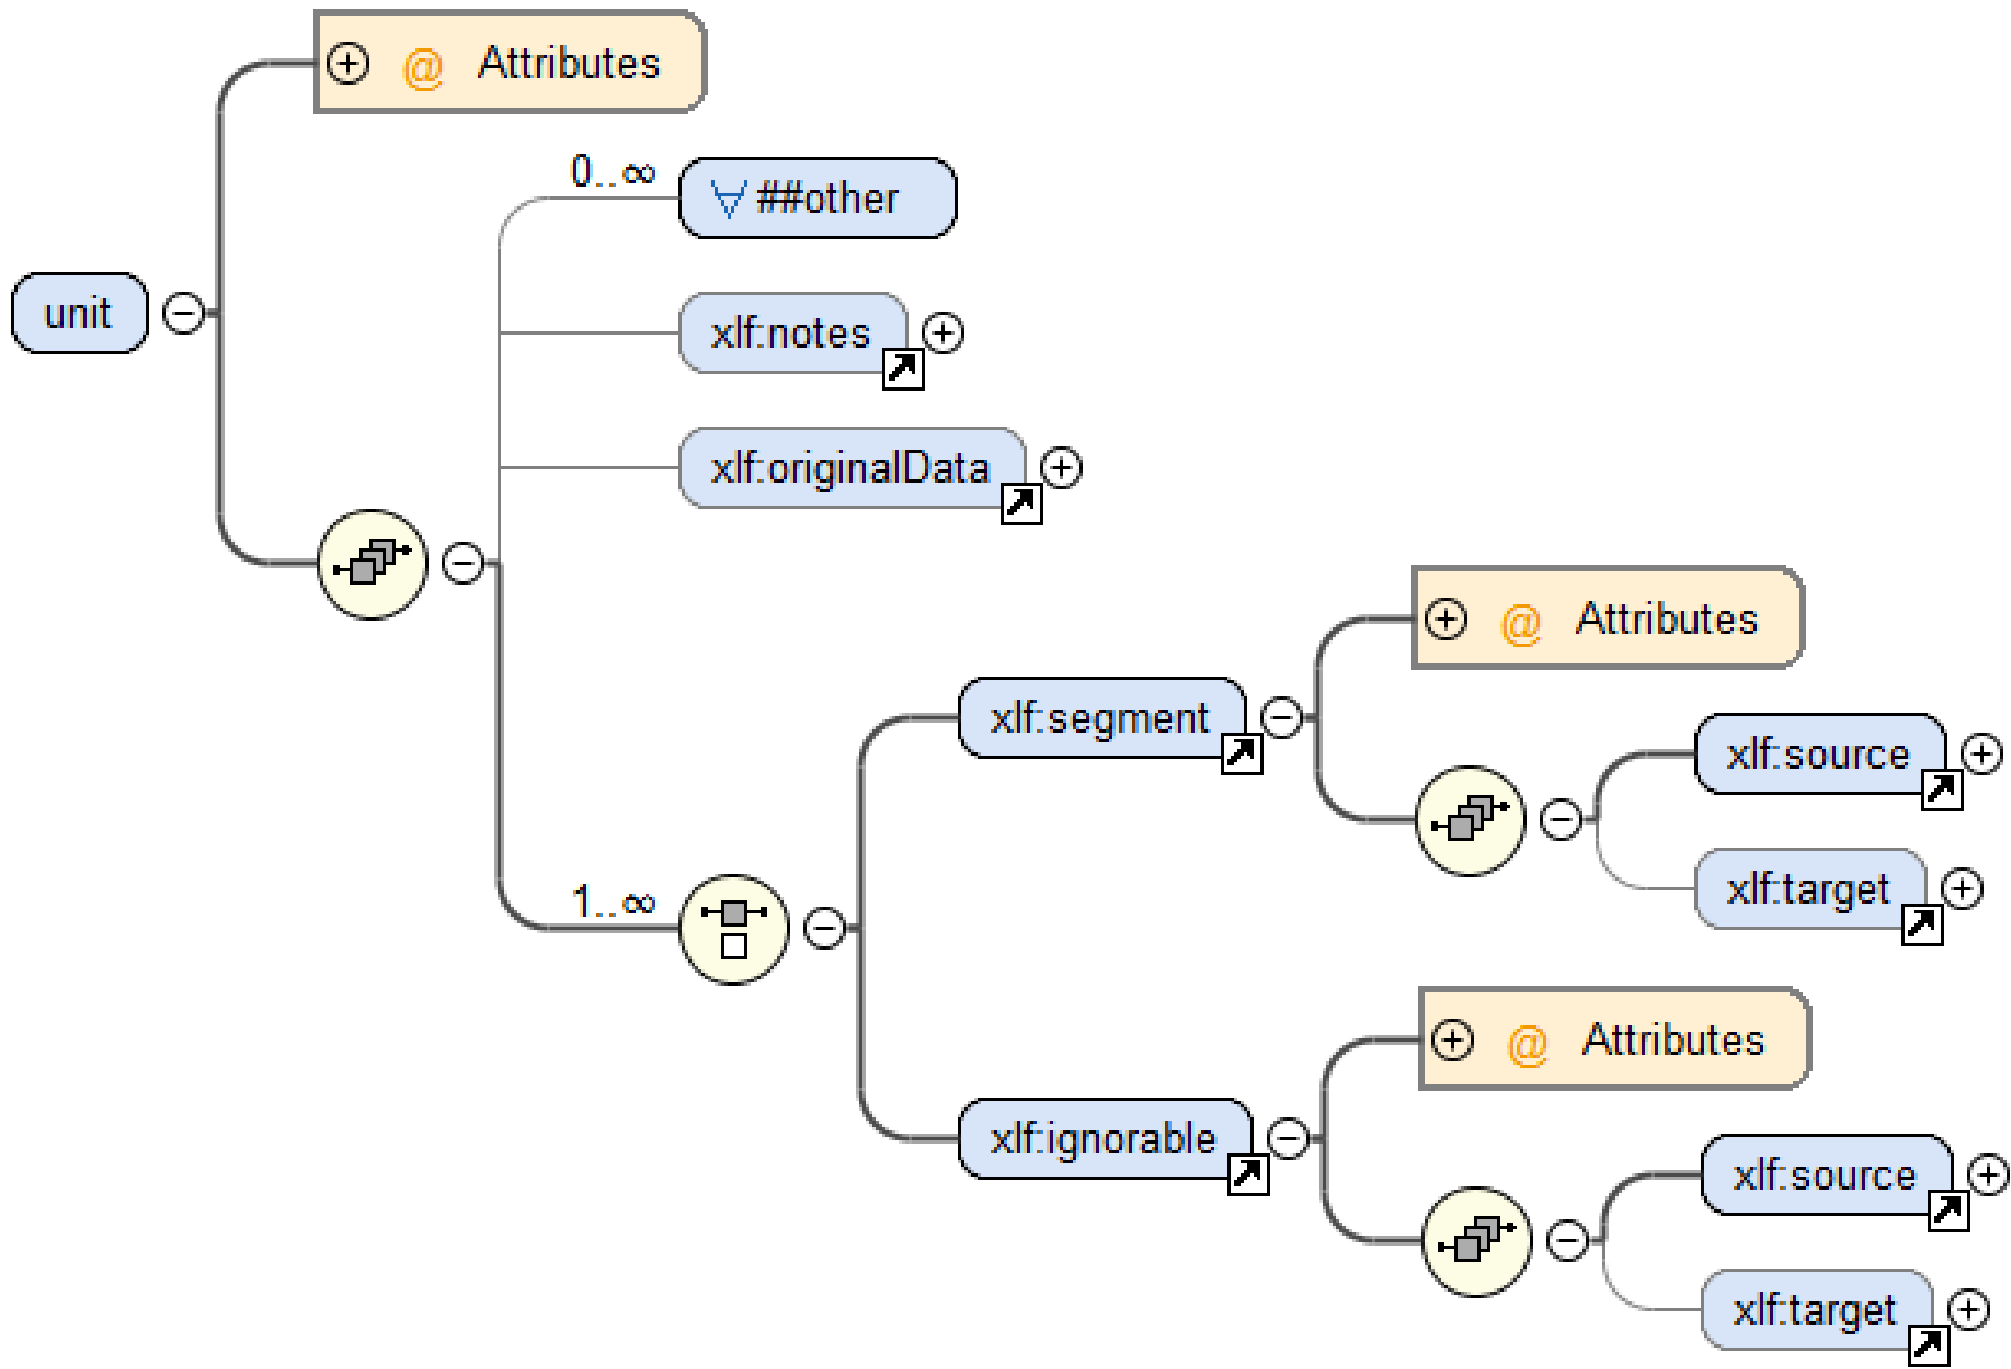 @ Attributes
0..∞
∀ ##other
unit
xlf:notes
xlf:originalData
@ Attributes
xlf:segment
xlf:source
xlf:target
1..∞
@ Attributes
xlf:ignorable
xlf:source
xlf:target